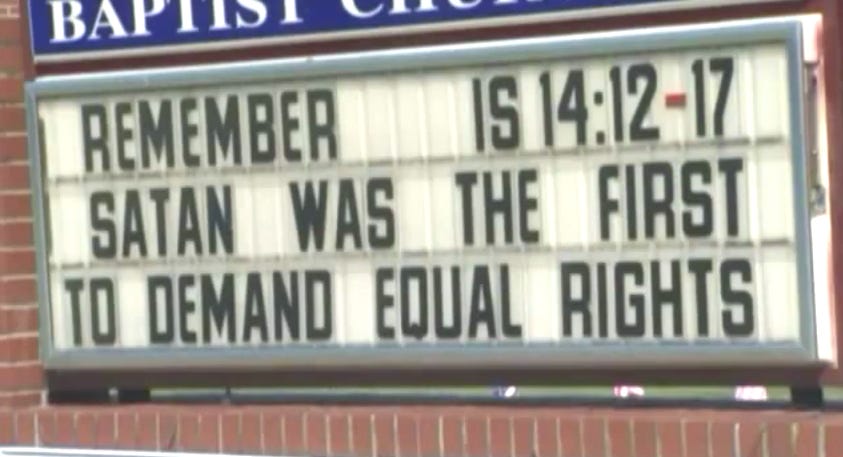 BAPTIST
REMEMBER IS 14:12-17
SATAN WAS THE FIRST
TO DEMAND EQUAL RIGHTS